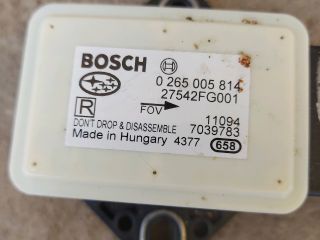 BOSCH
0 265 005 814
27542FG001
R FOV
11094
DON'T DROP & DISASSEMBLE 7039783
Made in Hungary 4377 658